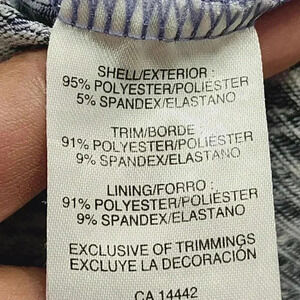 SHELL/EXTERIOR :
95% POLYESTER/POLIÉSTER
5% SPANDEX/ELASTANO
TRIM/BORDE :
91% POLYESTER/POLIÉSTER
9% SPANDEX/ELASTANO
LINING/FORRO :
91% POLYESTER/POLIÉSTER
9% SPANDEX/ELASTANO
EXCLUSIVE OF TRIMMINGS
EXCLUYE LA DECORACIÓN
CA 14442